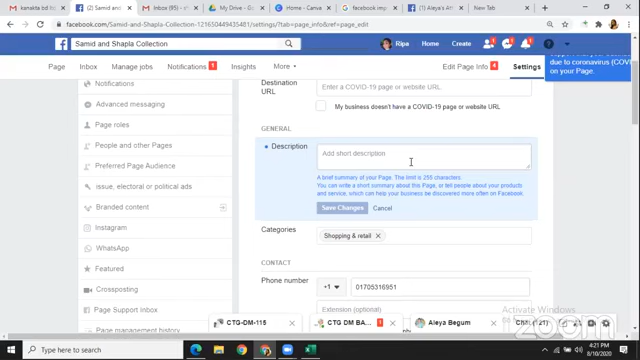 kanakta bd
(2) Samid and Shapla
Inbox (95)
My Drive - G
Home - Canva
facebook imp
(1) Aleya's A
New Tab
facebook.com/Samid-and-Shapla-Collection-121650449435481/settings/?tab=page_info&ref=page_edit
Samid and Shapla Collection
Ripa
Home
Create
Page
Inbox
Manage jobs
Notifications 1
Insights
More
Edit Page Info 4
Settings
due to coronavirus (COV
on your Page.
Notifications
Advanced messaging
Page roles
People and other Pages
Preferred Page Audience
issue, electoral or political ads
Branded content
Instagram
WhatsApp
Featured
Crossposting
Page Support Inbox
Page management history
Destination
URL
Enter a COVID-19 page or website URL
My business doesn't have a COVID-19 page or website URL
GENERAL
Description
Add short description
A brief summary of your Page. The limit is 255 characters.
You can write a short summary about this Page, or tell people about your products
and service, which can help your business be discovered more often on Facebook.
Save Changes
Cancel
Categories
Shopping & retail
CONTACT
Phone number
+1
01705316951
Extension (optional)
Activate Windows
zoom
CTG-DM-115
CTG DM BA...
1
Aleya Begum
Chat (121)
Type here to search
4:21 PM
8/10/2020